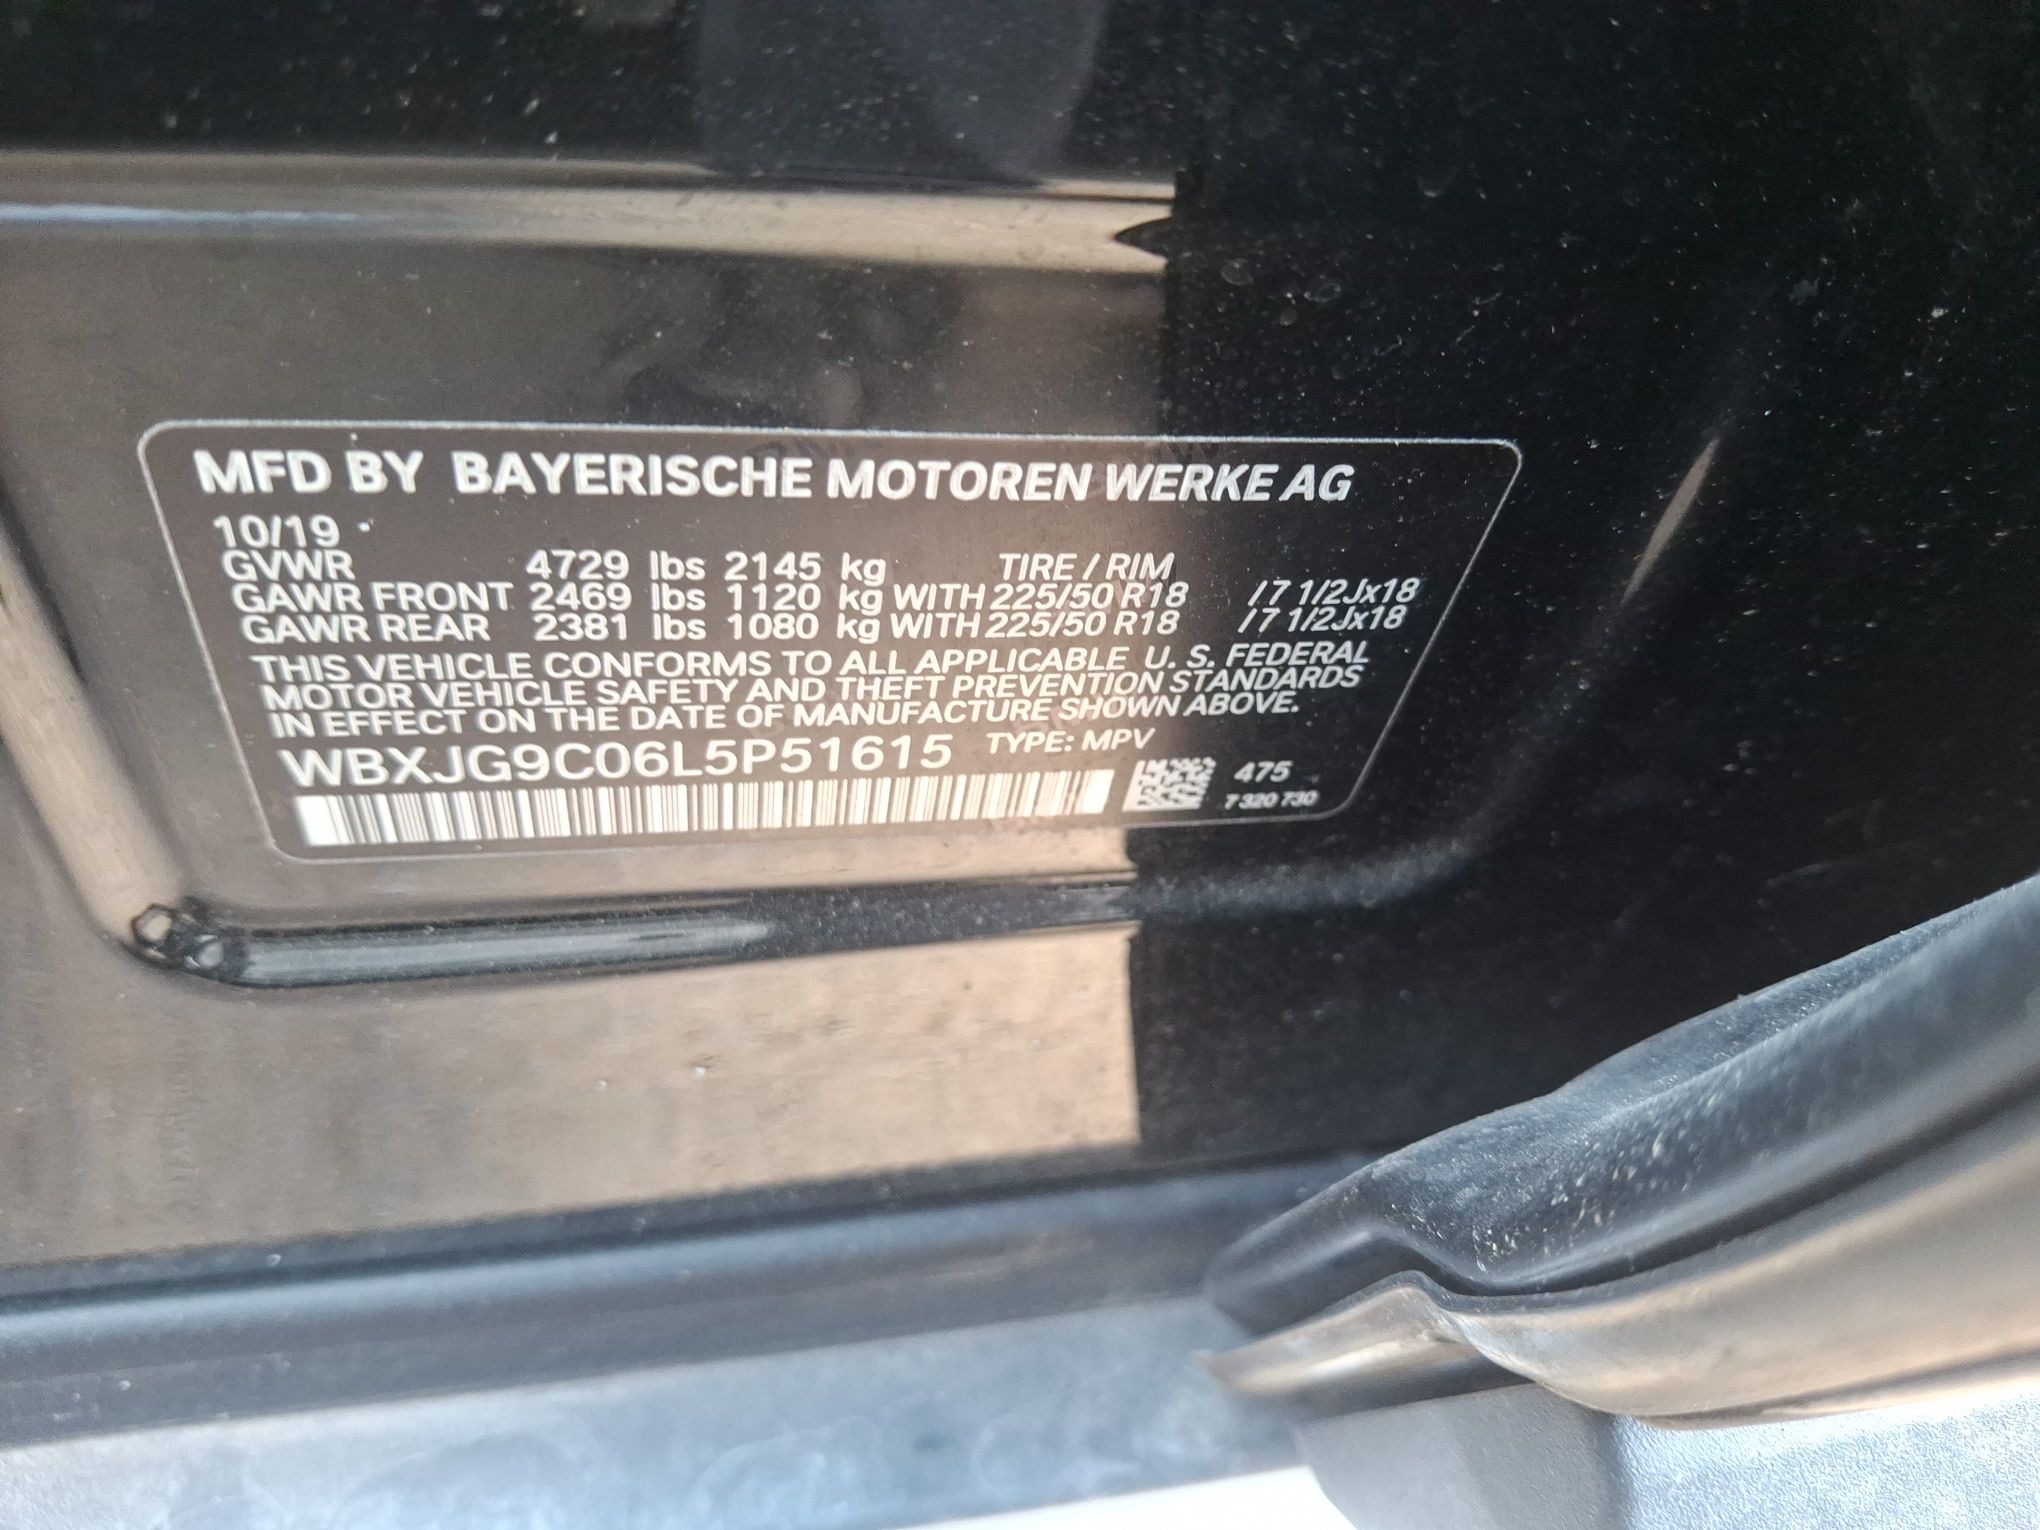 MFD BY BAYERISCHE MOTOREN WERKE AG
10/19
GVWR 4729 lbs 2145 kg TIRE / RIM
GAWR FRONT 2469 lbs 1120 kg WITH 225/50 R18 / 7 1/2Jx18
GAWR REAR 2381 lbs 1080 kg WITH 225/50 R18 / 7 1/2Jx18
THIS VEHICLE CONFORMS TO ALL APPLICABLE U. S. FEDERAL
MOTOR VEHICLE SAFETY AND THEFT PREVENTION STANDARDS
IN EFFECT ON THE DATE OF MANUFACTURE SHOWN ABOVE.
WBXJG9C06L5P51615 TYPE: MPV
475
7 320 730